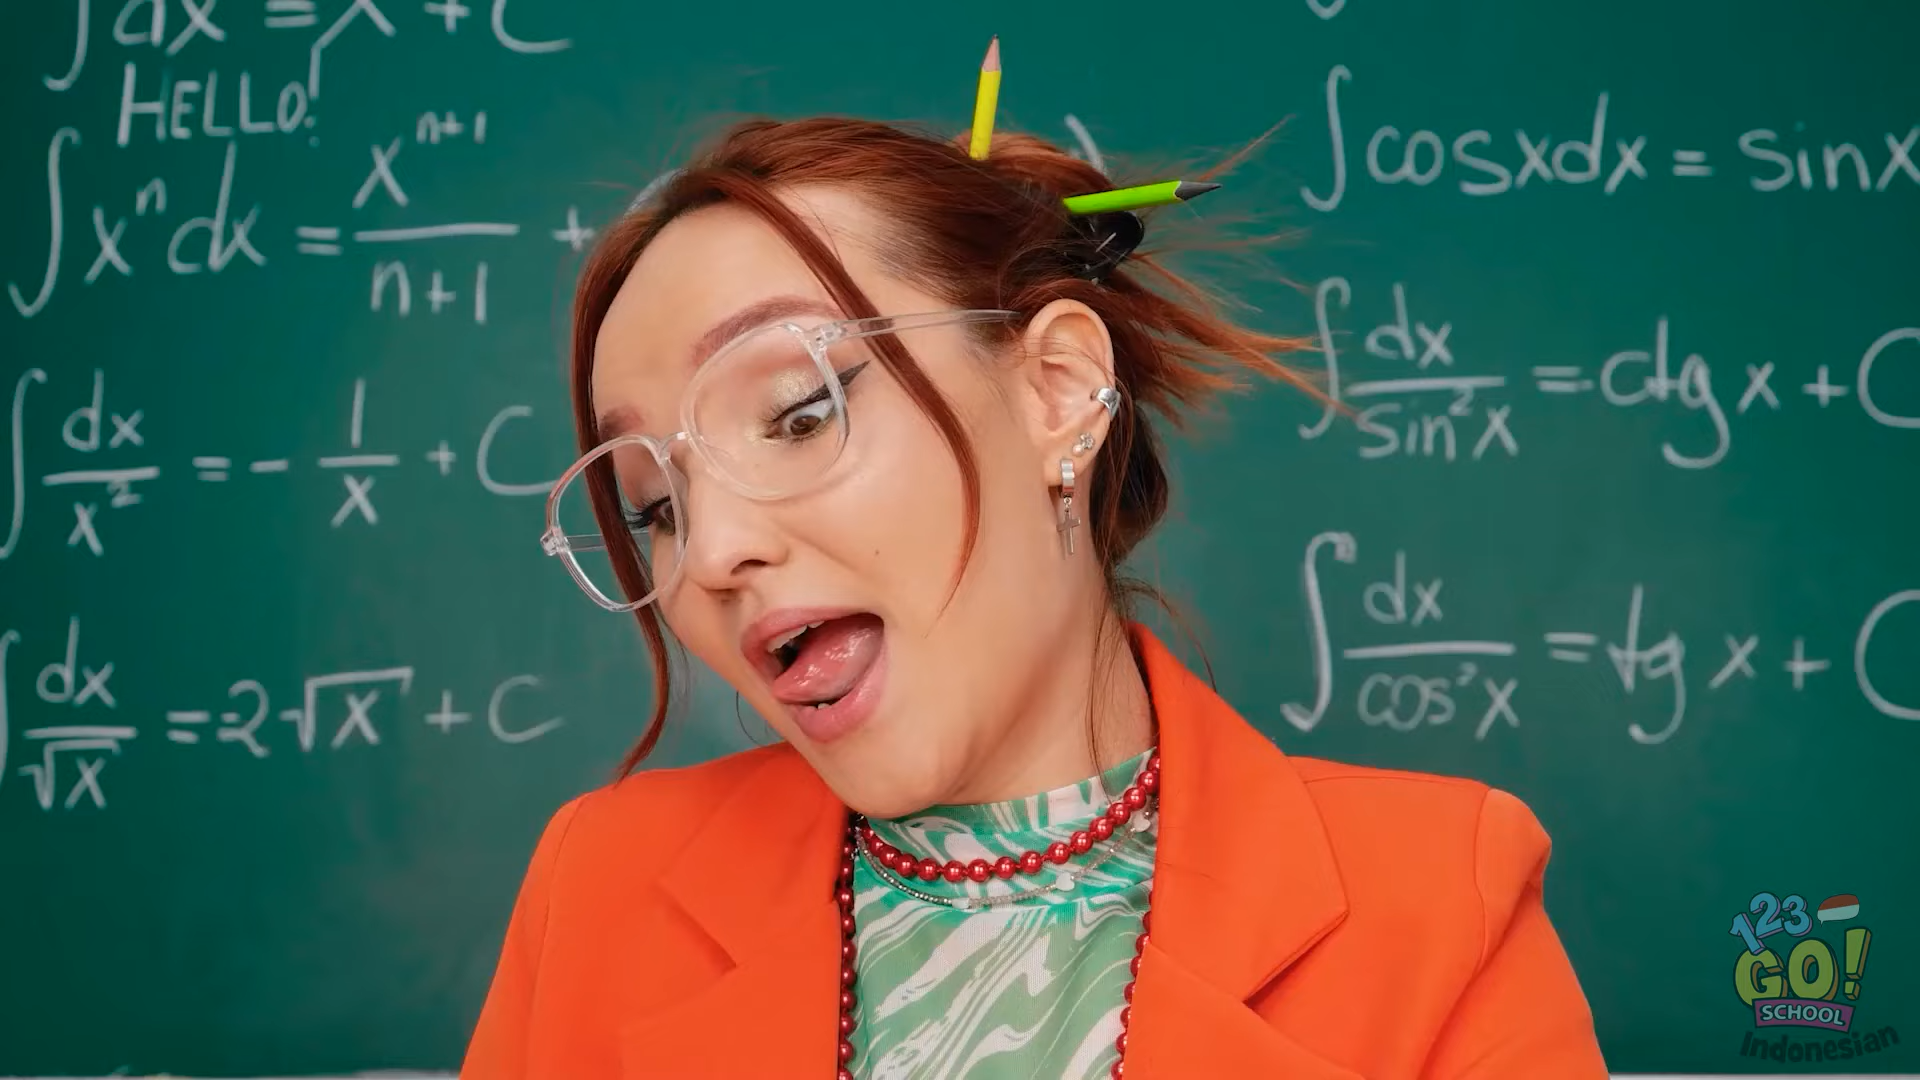 ∫dx = x + C
HELLO!
∫xⁿdx = xⁿ⁺¹/n+1 +
∫dx/x² = - 1/x + C
∫dx/√x = 2√x + C
∫cosxdx = sinx
∫dx/sin²x = ctg x + C
∫dx/cos²x = tg x + C
123
GO!
SCHOOL
Indonesian